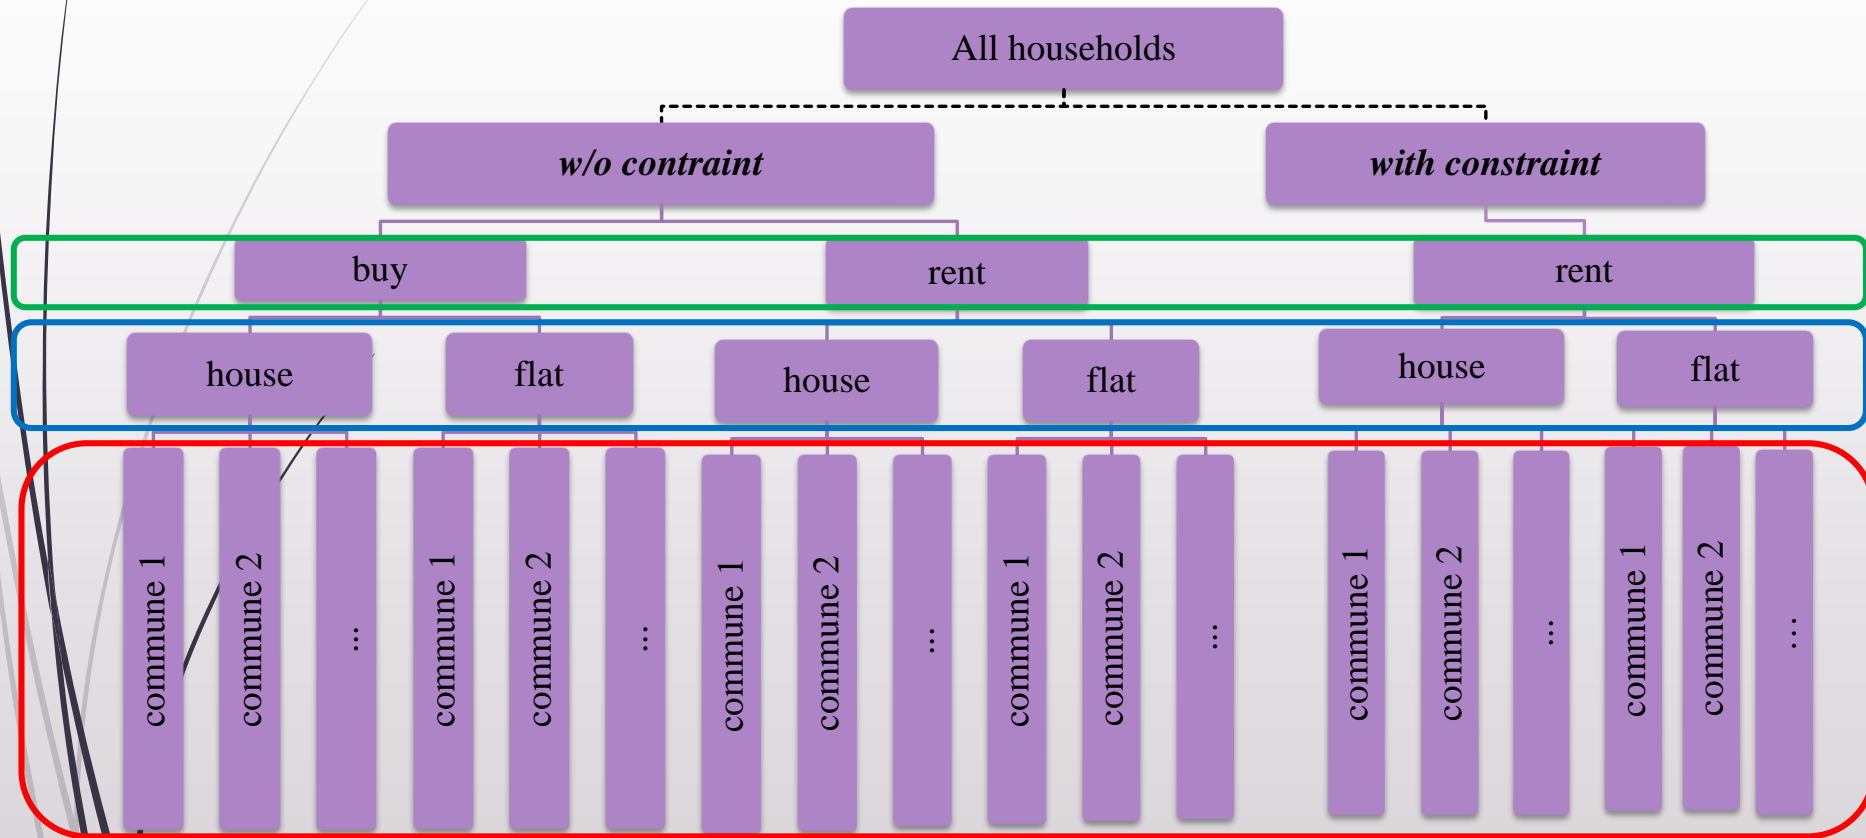 All households
w/o contraint
with constraint
buy
rent
rent
house
flat
house
flat
house
flat
commune 1
commune 2
...
commune 1
commune 2
...
commune 1
commune 2
...
commune 1
commune 2
...
commune 1
commune 2
...
commune 1
commune 2
...